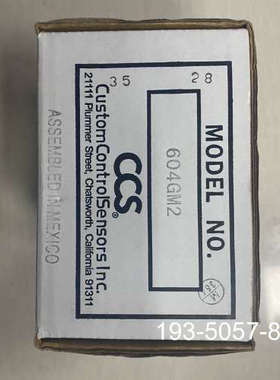 35 28
MODEL NO.
604GM2
CCS®
CustomControlSensors Inc.
21111 Plummer Street, Chatsworth, California 91311
ASSEMBLED IN MEXICO
193-5057-8